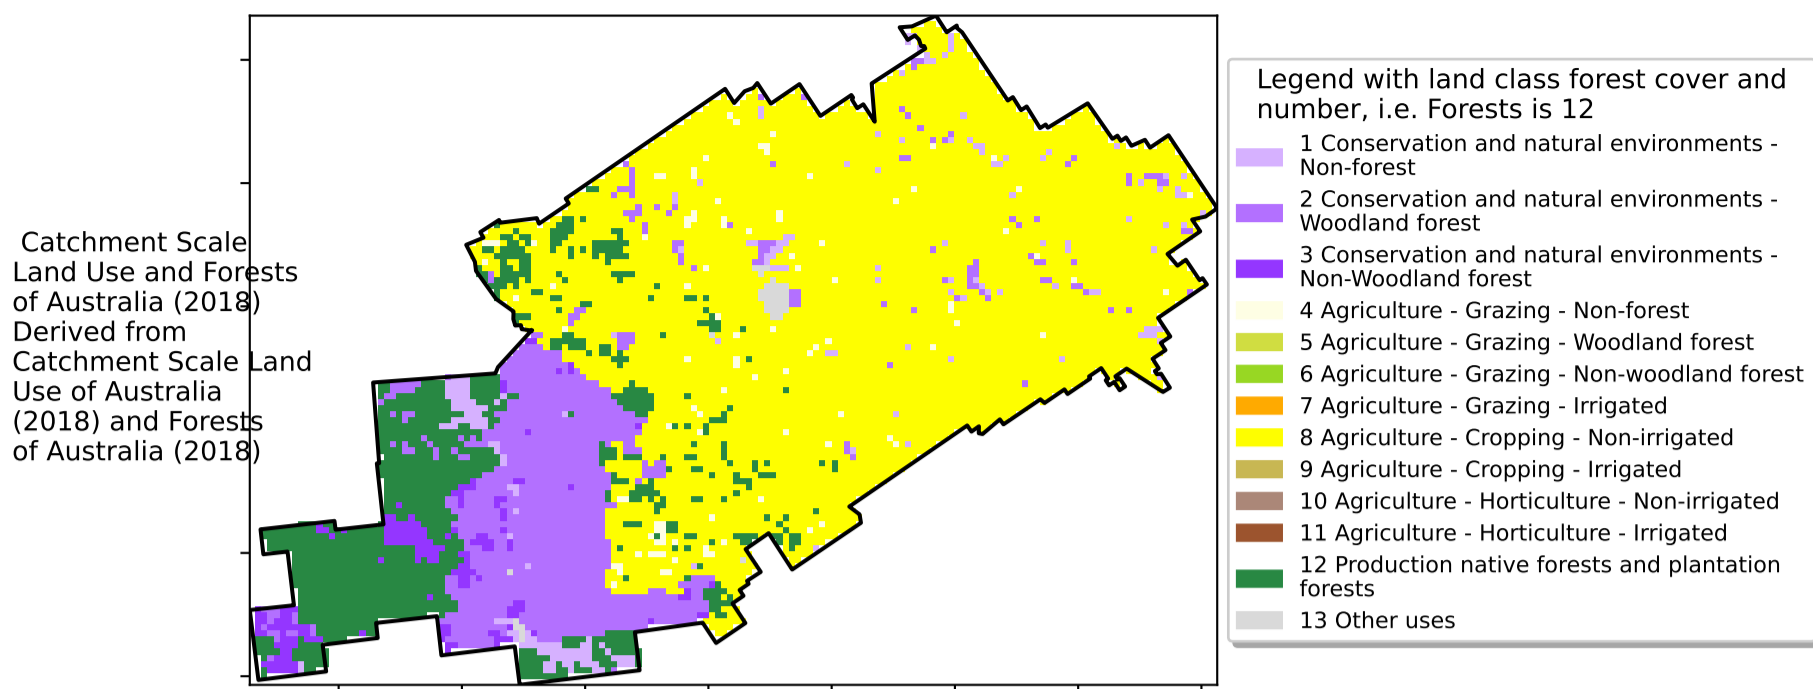 Catchment Scale
Land Use and Forests
of Australia (2018)
Derived from
Catchment Scale Land
Use of Australia
(2018) and Forests
of Australia (2018)
Legend with land class forest cover and
number, i.e. Forests is 12
1 Conservation and natural environments -
Non-forest
2 Conservation and natural environments -
Woodland forest
3 Conservation and natural environments -
Non-Woodland forest
4 Agriculture - Grazing - Non-forest
5 Agriculture - Grazing - Woodland forest
6 Agriculture - Grazing - Non-woodland forest
7 Agriculture - Grazing - Irrigated
8 Agriculture - Cropping - Non-irrigated
9 Agriculture - Cropping - Irrigated
10 Agriculture - Horticulture - Non-irrigated
11 Agriculture - Horticulture - Irrigated
12 Production native forests and plantation
forests
13 Other uses